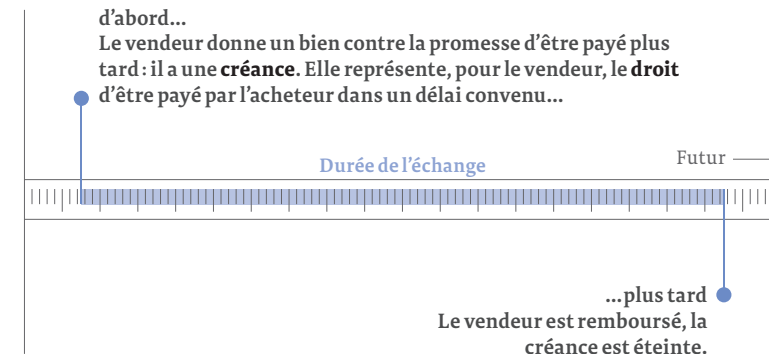 d’abord…
Le vendeur donne un bien contre la promesse d’être payé plus
tard : il a une créance. Elle représente, pour le vendeur, le droit
d’être payé par l’acheteur dans un délai convenu…
Durée de l’échange
Futur
…plus tard
Le vendeur est remboursé, la
créance est éteinte.